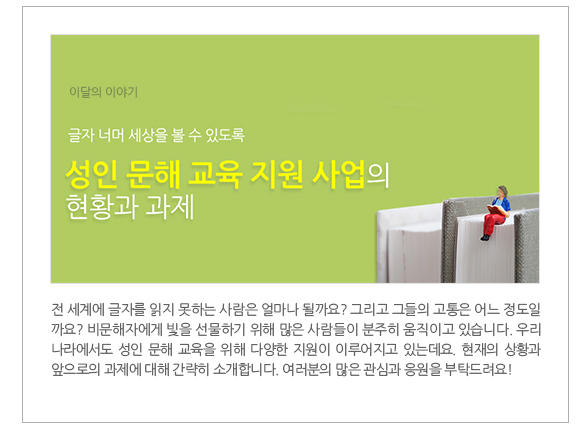 이달의 이야기
글자 너머 세상을 볼 수 있도록
성인 문해 교육 지원 사업의
현황과 과제
전 세계에 글자를 읽지 못하는 사람은 얼마나 될까요? 그리고 그들의 고통은 어느 정도일
까요? 비문해자에게 빛을 선물하기 위해 많은 사람들이 분주히 움직이고 있습니다. 우리
나라에서도 성인 문해 교육을 위해 다양한 지원이 이루어지고 있는데요. 현재의 상황과
앞으로의 과제에 대해 간략히 소개합니다. 여러분의 많은 관심과 응원을 부탁드려요!